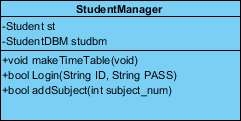 StudentManager
-Student st
-StudentDBM studbm
+void makeTimeTable(void)
+bool Login(String ID, String PASS)
+bool addSubject(int subject_num)